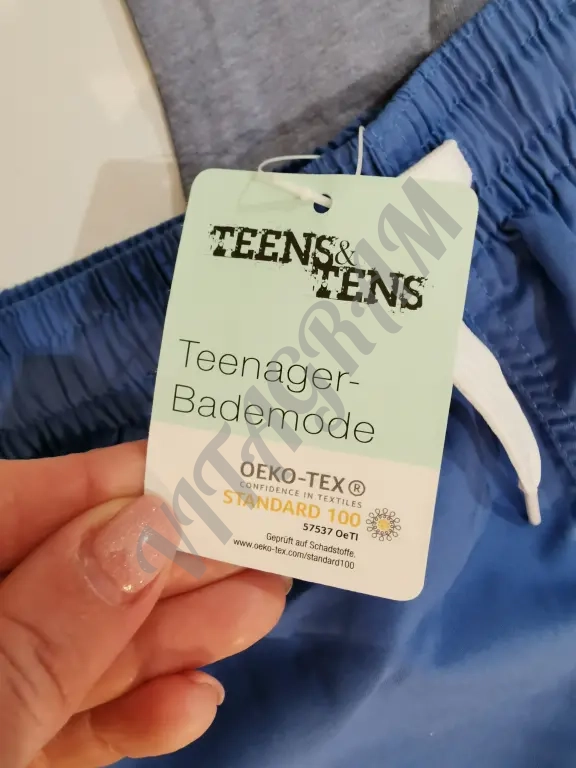 TEENS&
TENS
Teenager-
Bademode
OEKO-TEX®
CONFIDENCE IN TEXTILES
STANDARD 100
57537 OeTI
Geprüft auf Schadstoffe.
www.oeko-tex.com/standard100
VITAGRIAM